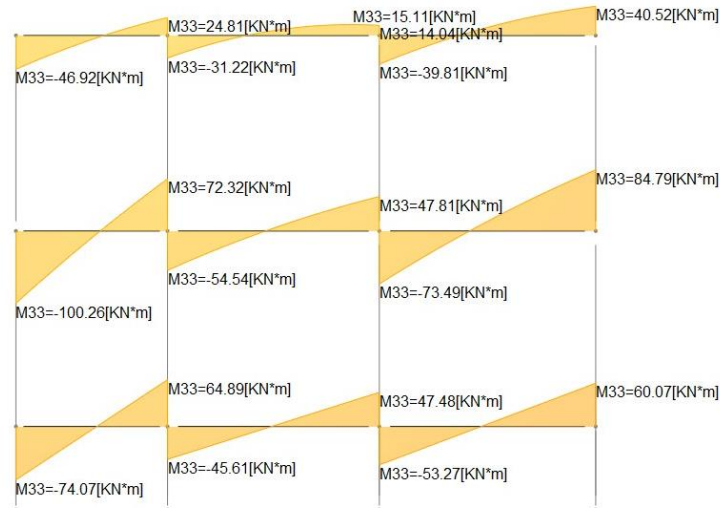 M33=15.11[KN*m]
M33=40.52[KN*m]
M33=24.81[KN*m]
M33=14.04[KN*m]
M33=-46.92[KN*m]
M33=-31.22[KN*m]
M33=-39.81[KN*m]
M33=72.32[KN*m]
M33=47.81[KN*m]
M33=84.79[KN*m]
M33=-100.26[KN*m]
M33=-54.54[KN*m]
M33=-73.49[KN*m]
M33=64.89[KN*m]
M33=47.48[KN*m]
M33=60.07[KN*m]
M33=-74.07[KN*m]
M33=-45.61[KN*m]
M33=-53.27[KN*m]